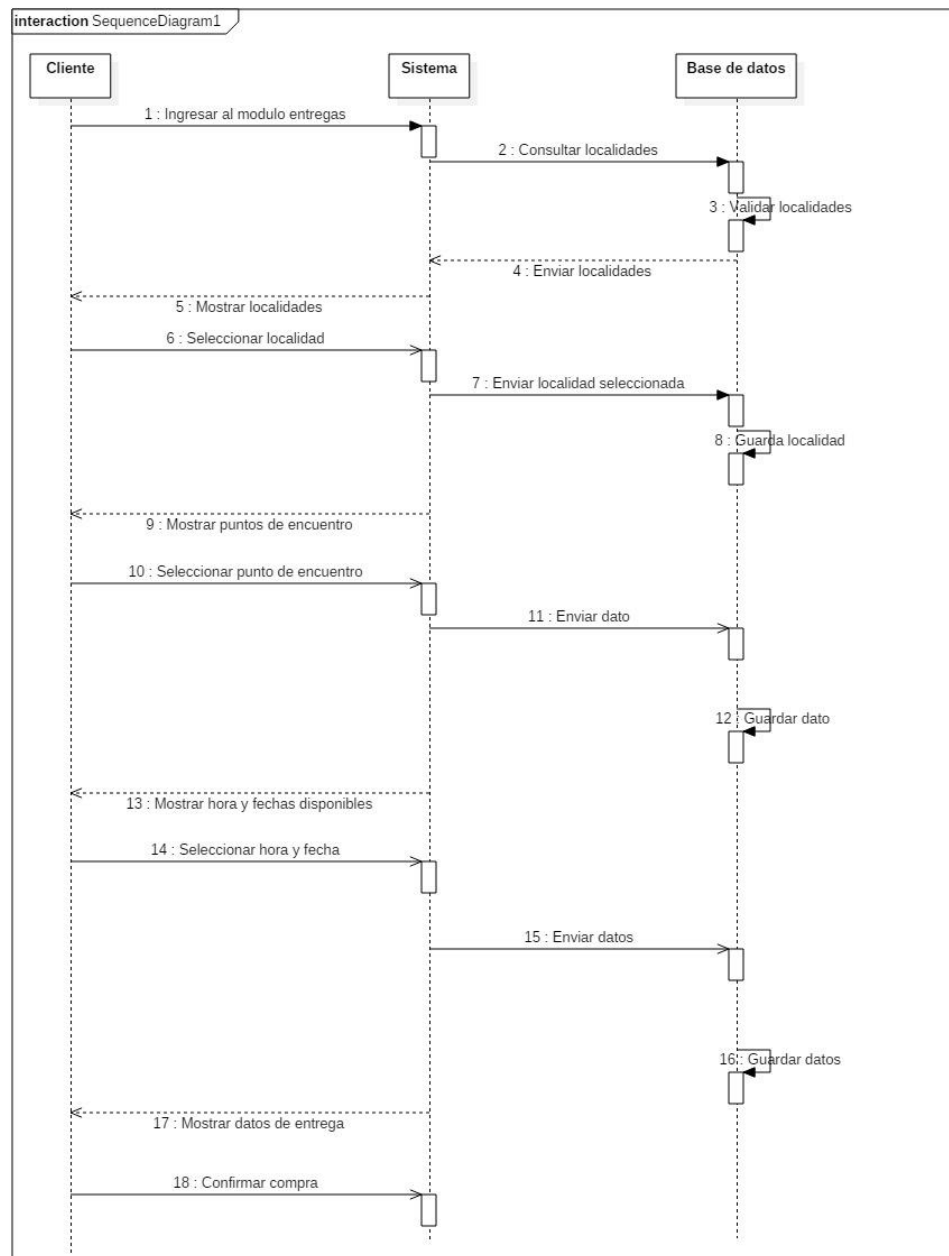 interaction SequenceDiagram1
Cliente
Sistema
Base de datos
1 : Ingresar al modulo entregas
2 : Consultar localidades
3 : Validar localidades
4 : Enviar localidades
5 : Mostrar localidades
6 : Seleccionar localidad
7 : Enviar localidad seleccionada
8 : Guarda localidad
9 : Mostrar puntos de encuentro
10 : Seleccionar punto de encuentro
11 : Enviar dato
12 : Guardar dato
13 : Mostrar hora y fechas disponibles
14 : Seleccionar hora y fecha
15 : Enviar datos
16 : Guardar datos
17 : Mostrar datos de entrega
18 : Confirmar compra